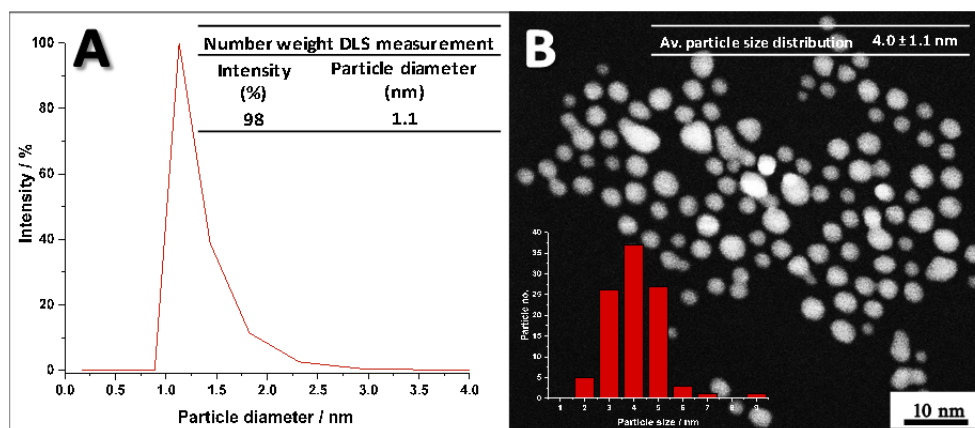 A
Number weight DLS measurement
Intensity (%) Particle diameter (nm)
98 1.1
100
80
60
40
20
0
Intensity / %
0.0 0.5 1.0 1.5 2.0 2.5 3.0 3.5 4.0
Particle diameter / nm
B
Av. particle size distribution 4.0 ± 1.1 nm
40
35
30
25
20
15
10
5
0
Particle no.
1 2 3 4 5 6 7 8 9
Particle size / nm
10 nm